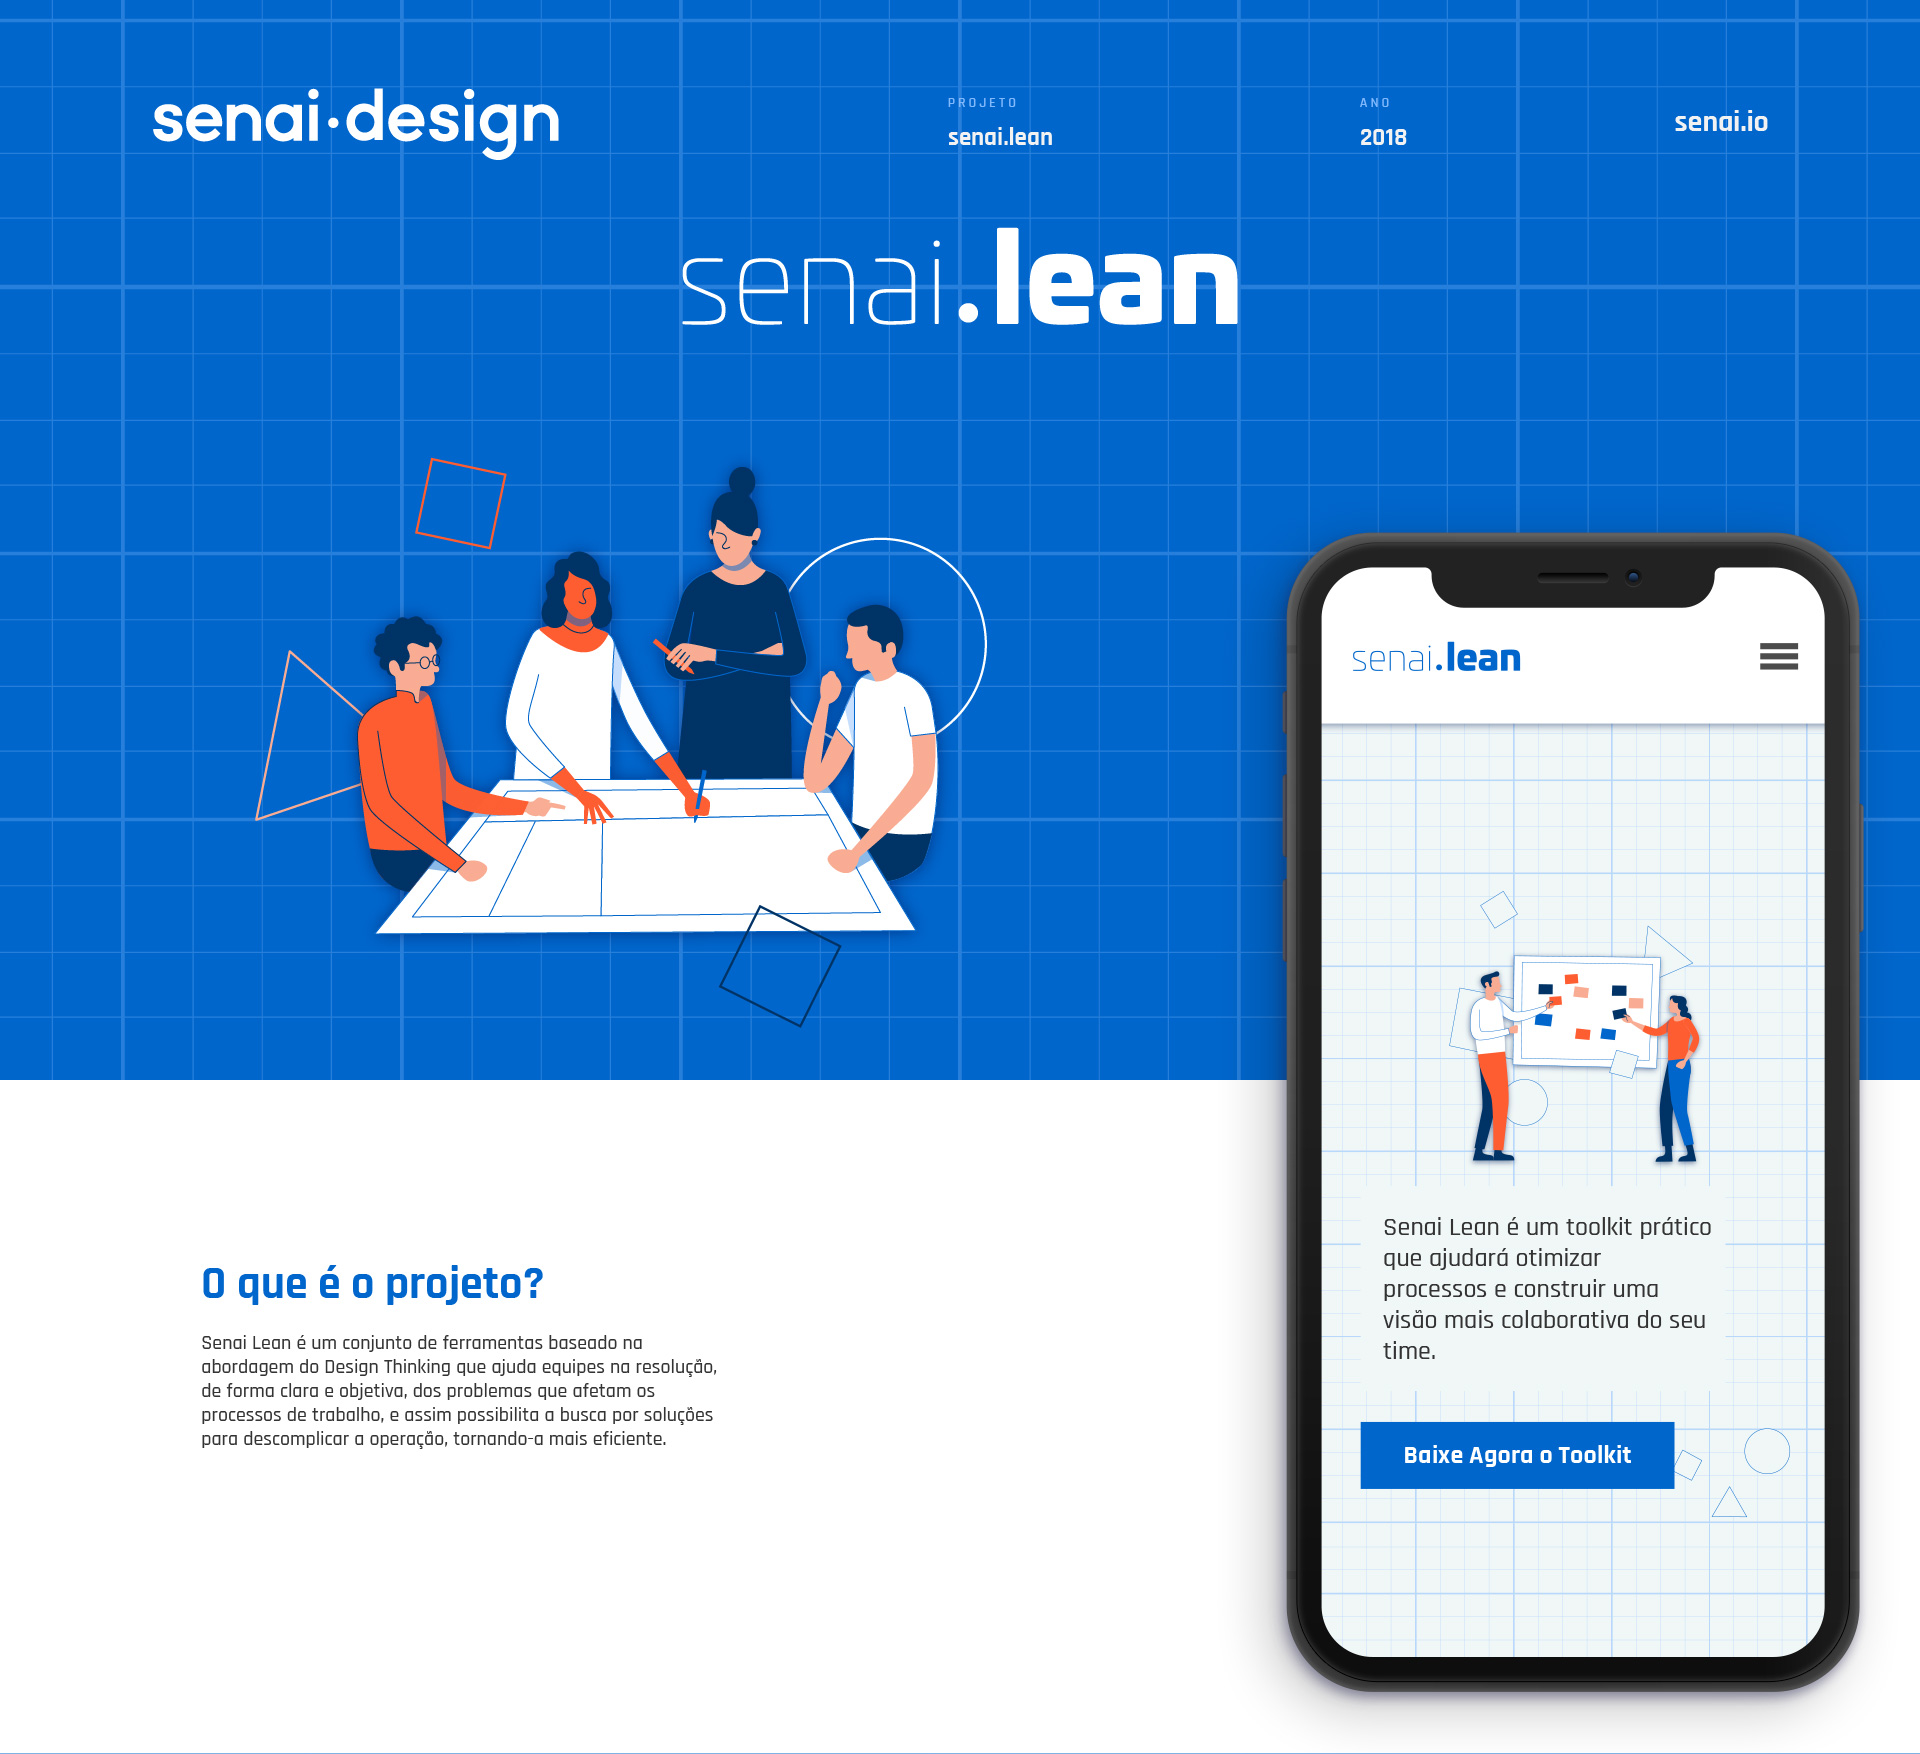 senai·design
PROJETO
senai.lean
ANO
2018
senai.io
senai.lean
senai.lean
Senai Lean é um toolkit prático
que ajudará otimizar
processos e construir uma
visão mais colaborativa do seu
time.
Baixe Agora o Toolkit
O que é o projeto?
Senai Lean é um conjunto de ferramentas baseado na
abordagem do Design Thinking que ajuda equipes na resolução,
de forma clara e objetiva, dos problemas que afetam os
processos de trabalho, e assim possibilita a busca por soluções
para descomplicar a operação, tornando-a mais eficiente.